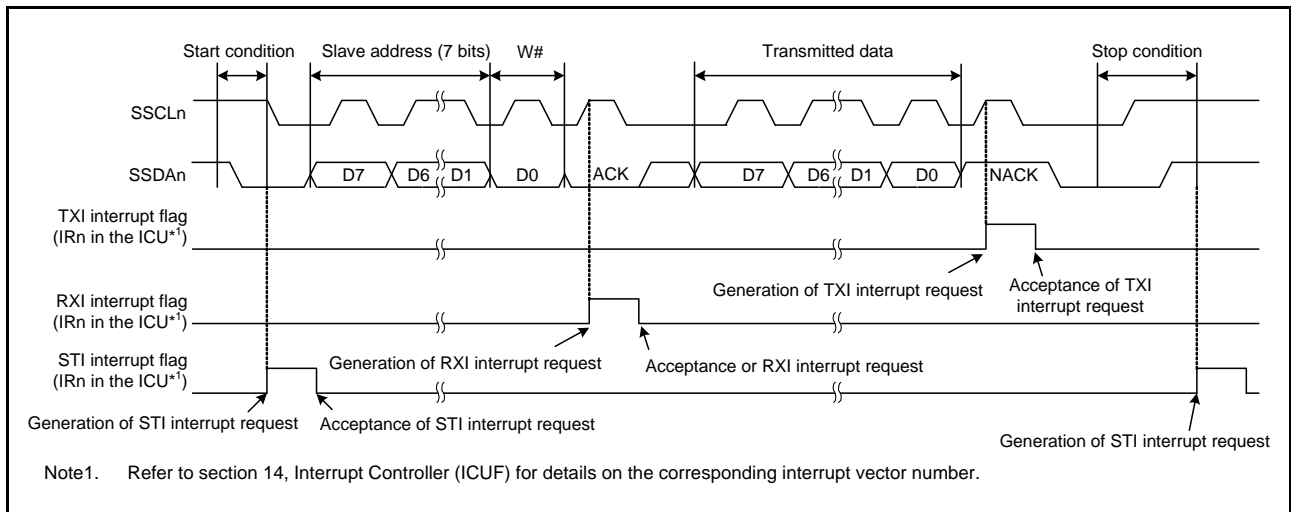 Start condition Slave address (7 bits) W# Transmitted data Stop condition
SSCLn
SSDAn D7 D6 D1 D0 ACK D7 D6 D1 D0 NACK
TXI interrupt flag
(IRn in the ICU*1)
Generation of TXI interrupt request
Acceptance of TXI
interrupt request
RXI interrupt flag
(IRn in the ICU*1)
Generation of RXI interrupt request
Acceptance or RXI interrupt request
STI interrupt flag
(IRn in the ICU*1)
Generation of STI interrupt request
Acceptance of STI interrupt request
Generation of STI interrupt request
Note1. Refer to section 14, Interrupt Controller (ICUF) for details on the corresponding interrupt vector number.